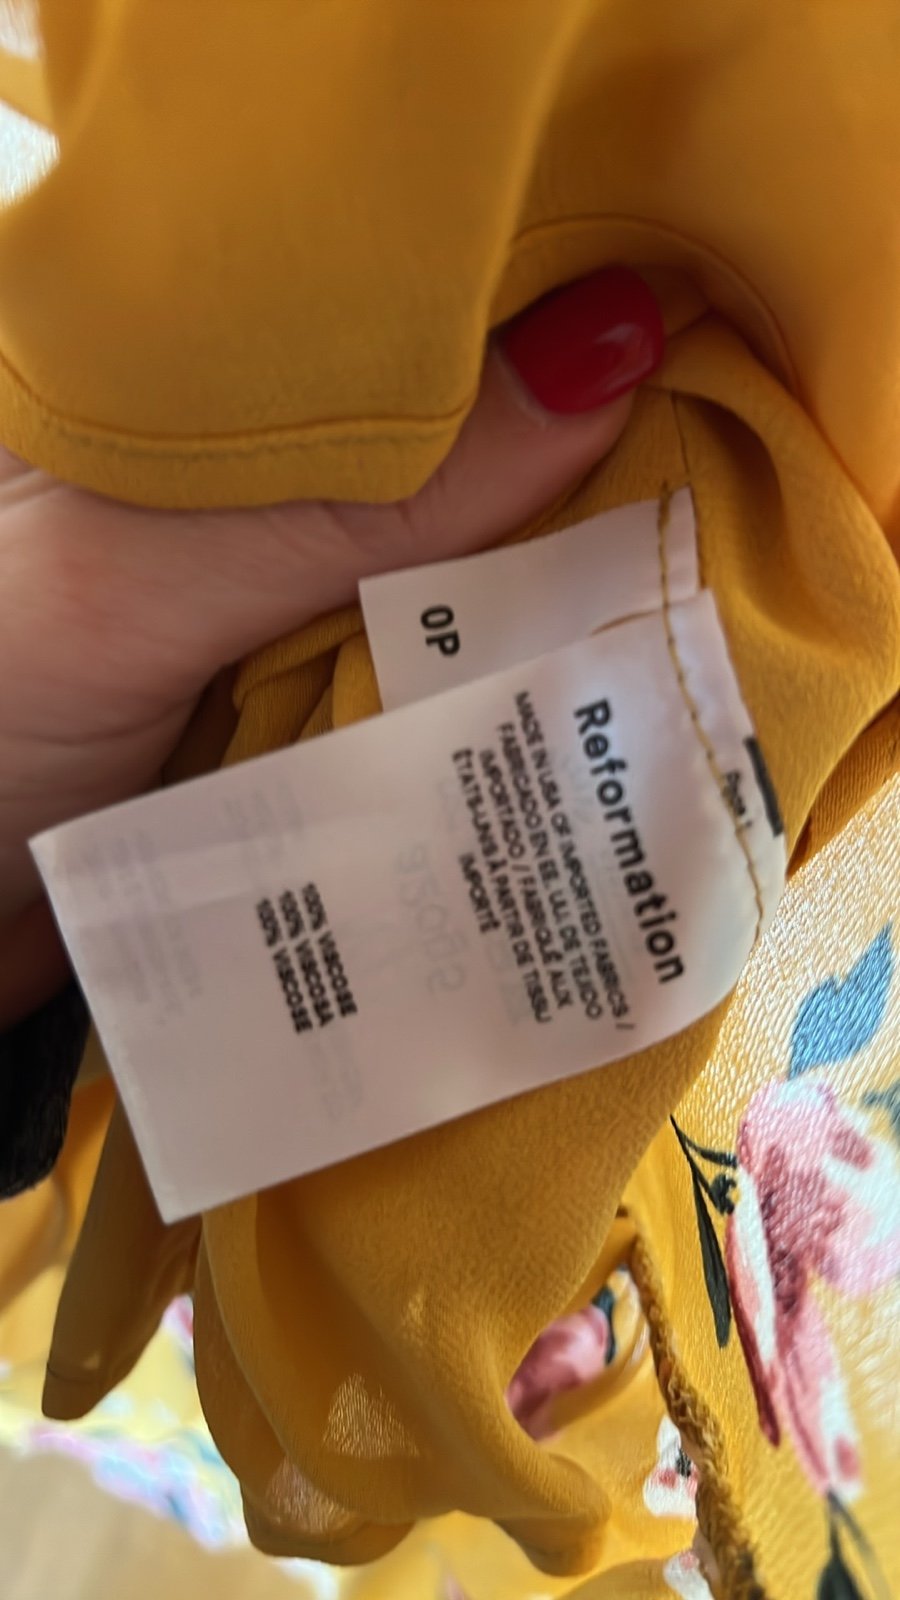 0P
Reformation
MADE IN USA OF IMPORTED FABRICS /
FABRICADO EN EE. UU. DE TEJIDO
IMPORTADO / FABRIQUÉ AUX
ÉTATS-UNIS À PARTIR DE TISSU
IMPORTÉ
100% VISCOSE
100% VISCOSA
100% VISCOSE